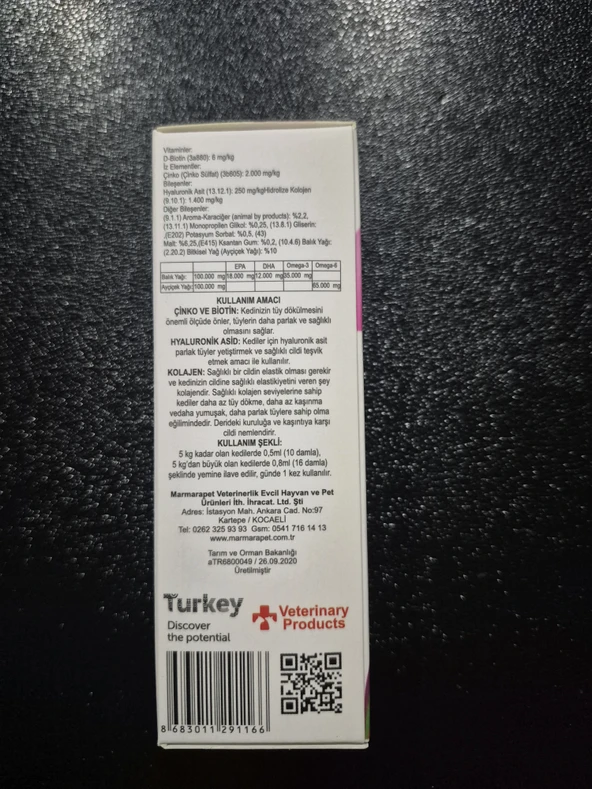 Vitaminler:
D-Biotin (3a880): 6 mg/kg
İz Elementler:
Çinko (Çinko Sülfat) (3b605): 2.000 mg/kg
Bileşenler:
Hyaluronik Asit (13.12.1): 250 mg/kgHidrolize Kolojen
(9.10.1): 1.400 mg/kg
Diğer Bileşenler:
(9.1.1) Aroma-Karaciğer (animal by products): %2,2,
(13.11.1) Monopropilen Glikol: %0,25, (13.8.1) Gliserin:
(E202) Potasyum Sorbat: %0,5, (43)
Malt: %6,25,(E415) Ksantan Gum: %0,2, (10.4.6) Balık Yağı:
(2.20.2) Bitkisel Yağ (Ayçiçek Yağı): %10
EPA DHA Omega-3 Omega-6
Balık Yağı: 100.000 mg 18.000 mg 12.000 mg 35.000 mg
Ayçiçek Yağı: 100.000 mg 65.000 mg
KULLANIM AMACI
ÇİNKO VE BİOTİN: Kedinizin tüy dökülmesini
önemli ölçüde önler, tüylerin daha parlak ve sağlıklı
olmasını sağlar.
HYALURONİK ASİD: Kediler için hyaluronik asit
parlak tüyler yetiştirmek ve sağlıklı cildi teşvik
etmek amacı ile kullanılır.
KOLAJEN: Sağlıklı bir cildin elastik olması gerekir
ve kedinizin cildine sağlıklı elastikiyetini veren şey
kolajendir. Sağlıklı kolajen seviyelerine sahip
kediler daha az tüy dökme, daha az kaşınma
vedaha yumuşak, daha parlak tüylere sahip olma
eğilimindedir. Derideki kuruluğa ve kaşıntıya karşı
cildi nemlendirir.
KULLANIM ŞEKLİ:
5 kg kadar olan kedilerde 0,5ml (10 damla),
5 kg'dan büyük olan kedilerde 0,8ml (16 damla)
şeklinde yemine ilave edilir, günde 1 kez kullanılır.
Marmarapet Veterinerlik Evcil Hayvan ve Pet
Ürünleri İth. İhracat. Ltd. Şti
Adres: İstasyon Mah. Ankara Cad. No:97
Kartepe / KOCAELİ
Tel: 0262 325 93 93 Gsm: 0541 716 14 13
www.marmarapet.com.tr
Tarım ve Orman Bakanlığı
aTR6800049 / 26.09.2020
Üretilmiştir
Turkey
Discover
the potential
Veterinary
Products
8 683011 291166